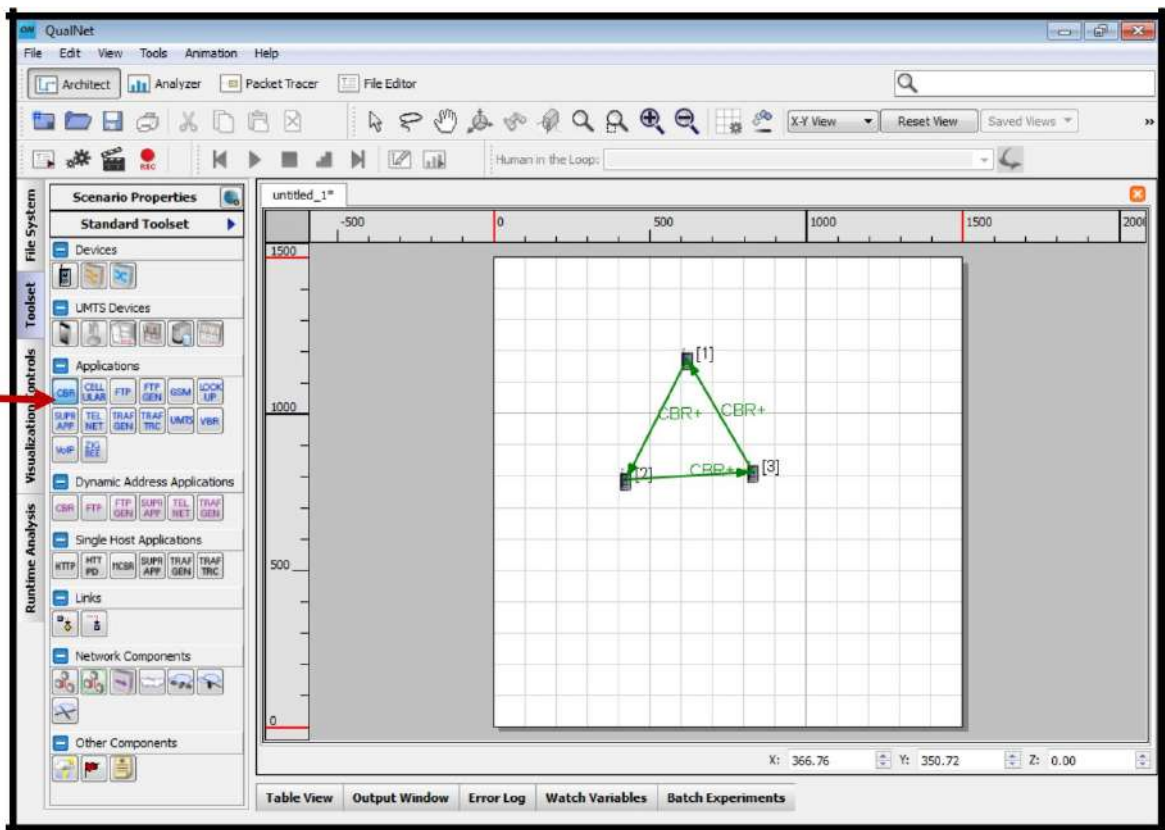 QN QualNet
File Edit View Tools Animation Help
Architect Analyzer Packet Tracer File Editor
X-Y View Reset View Saved Views »
REC Human in the Loop:
File System
Toolset
Visualization Controls
Runtime Analysis
Scenario Properties
Standard Toolset
Devices
UMTS Devices
Applications
CBR CELL ULAR FTP FTP GEN GSM LOOK UP
SUPR APP TEL NET TRAF GEN TRAF TRC UMTS VBR
VoIP ZIG BEE
Dynamic Address Applications
CBR FTP FTP GEN SUPR APP TEL NET TRAF GEN
Single Host Applications
HTTP HTT PD MCBR SUPR APP TRAF GEN TRAF TRC
Links
Network Components
Other Components
untitled_1*
-500 0 500 1000 1500 2000
1500
1000
500
0
[1]
CBR+ CBR+
[2] CBR+ [3]
X: 366.76 Y: 350.72 Z: 0.00
Table View Output Window Error Log Watch Variables Batch Experiments